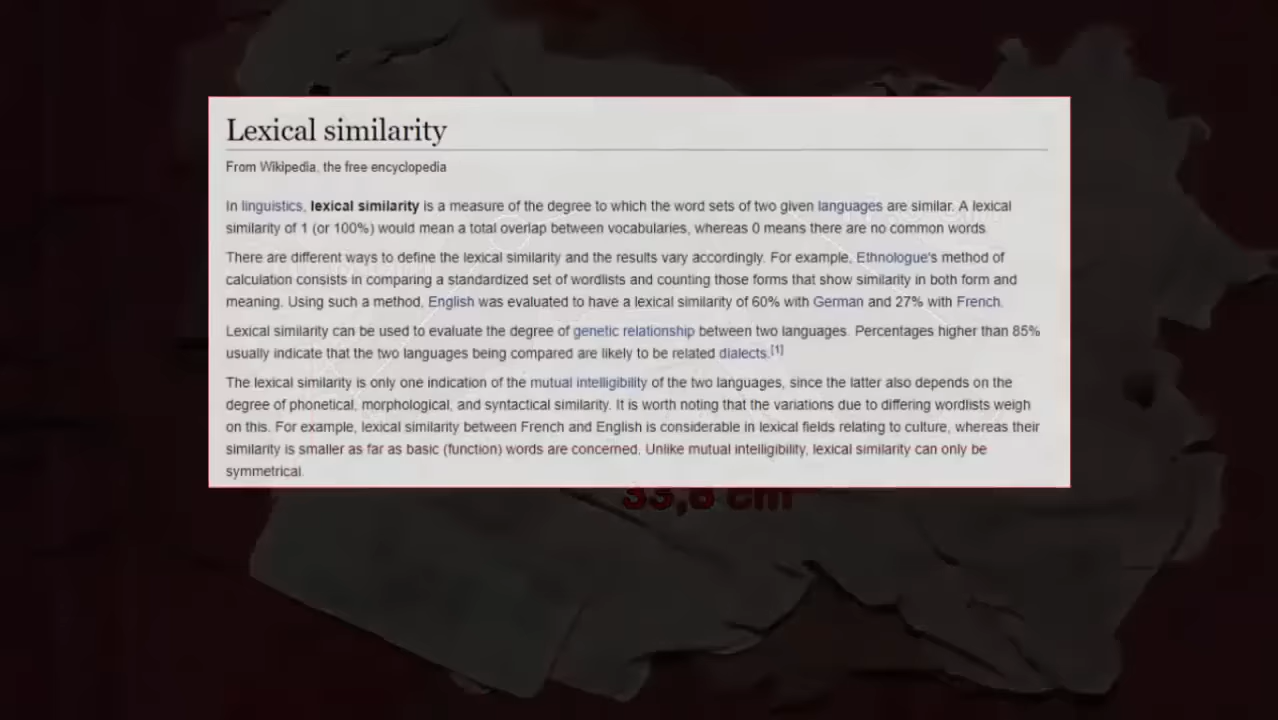 Lexical similarity
From Wikipedia, the free encyclopedia
In linguistics, lexical similarity is a measure of the degree to which the word sets of two given languages are similar. A lexical
similarity of 1 (or 100%) would mean a total overlap between vocabularies, whereas 0 means there are no common words.
There are different ways to define the lexical similarity and the results vary accordingly. For example, Ethnologue's method of
calculation consists in comparing a standardized set of wordlists and counting those forms that show similarity in both form and
meaning. Using such a method, English was evaluated to have a lexical similarity of 60% with German and 27% with French.
Lexical similarity can be used to evaluate the degree of genetic relationship between two languages. Percentages higher than 85%
usually indicate that the two languages being compared are likely to be related dialects.[1]
The lexical similarity is only one indication of the mutual intelligibility of the two languages, since the latter also depends on the
degree of phonetical, morphological, and syntactical similarity. It is worth noting that the variations due to differing wordlists weigh
on this. For example, lexical similarity between French and English is considerable in lexical fields relating to culture, whereas their
similarity is smaller as far as basic (function) words are concerned. Unlike mutual intelligibility, lexical similarity can only be
symmetrical.
cm